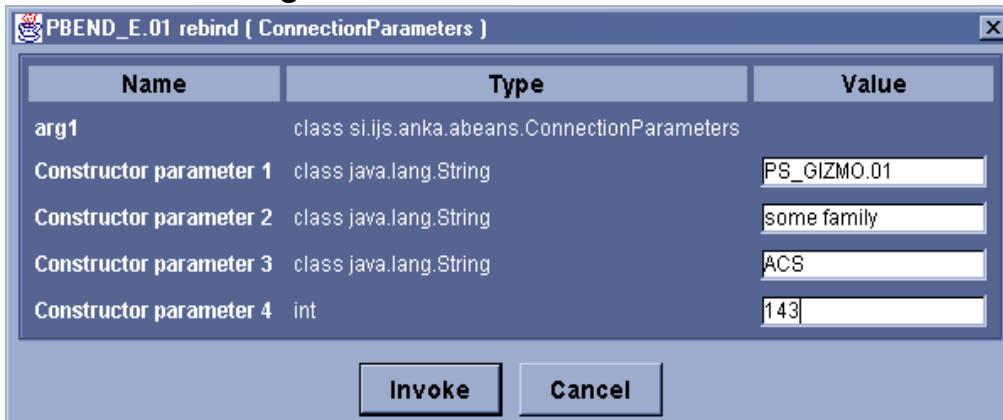 PBEND_E.01 rebind ( ConnectionParameters )
Name Type Value
arg1 class si.ijs.anka.abeans.ConnectionParameters
Constructor parameter 1 class java.lang.String PS_GIZMO.01
Constructor parameter 2 class java.lang.String some family
Constructor parameter 3 class java.lang.String ACS
Constructor parameter 4 int 143
Invoke Cancel